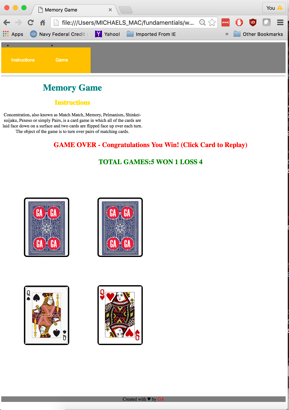 Memory Game
You
file:///Users/MICHAELS_MAC/fundamentals/w...
Apps Navy Federal Credit Yahoo! Imported From IE Other Bookmarks
Instructions Demo
Memory Game
Instructions
Concentration, also known as Match Match, Memory, Pelmanism, Shinkei-
suijaku, Pexeso or simply Pairs, is a card game in which all of the cards are
laid face down on a surface and two cards are flipped face up over each turn.
The object of the game is to turn over pairs of matching cards.
GAME OVER - Congratulations You Win! (Click Card to Replay)
TOTAL GAMES:5 WON 1 LOSS 4
GA GA GA GA
GA GA GA GA
Q Q
Created with ♥ by